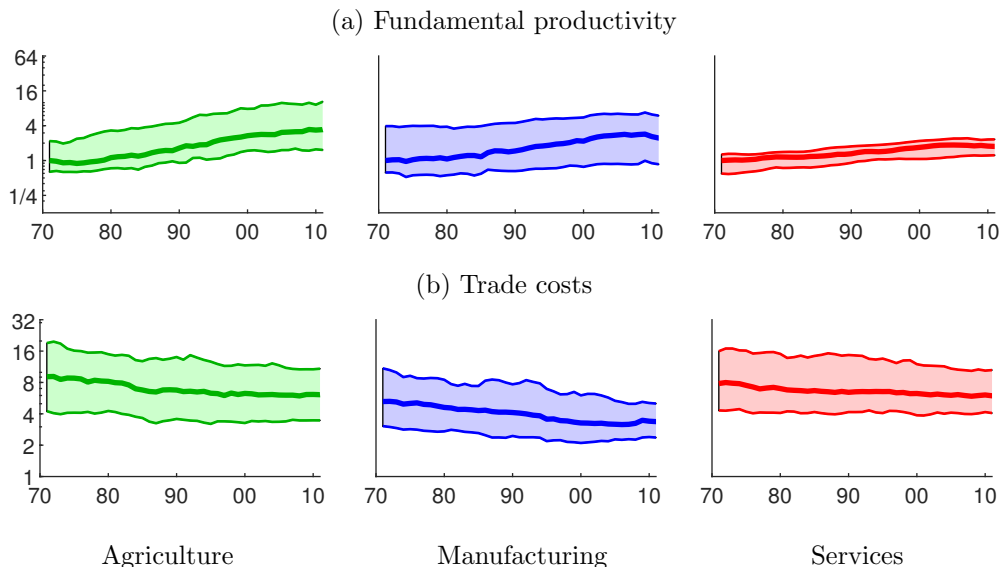 (a) Fundamental productivity
64
16
4
1
1/4
70 80 90 00 10
70 80 90 00 10
70 80 90 00 10
(b) Trade costs
32
16
8
4
2
1
70 80 90 00 10
70 80 90 00 10
70 80 90 00 10
Agriculture Manufacturing Services